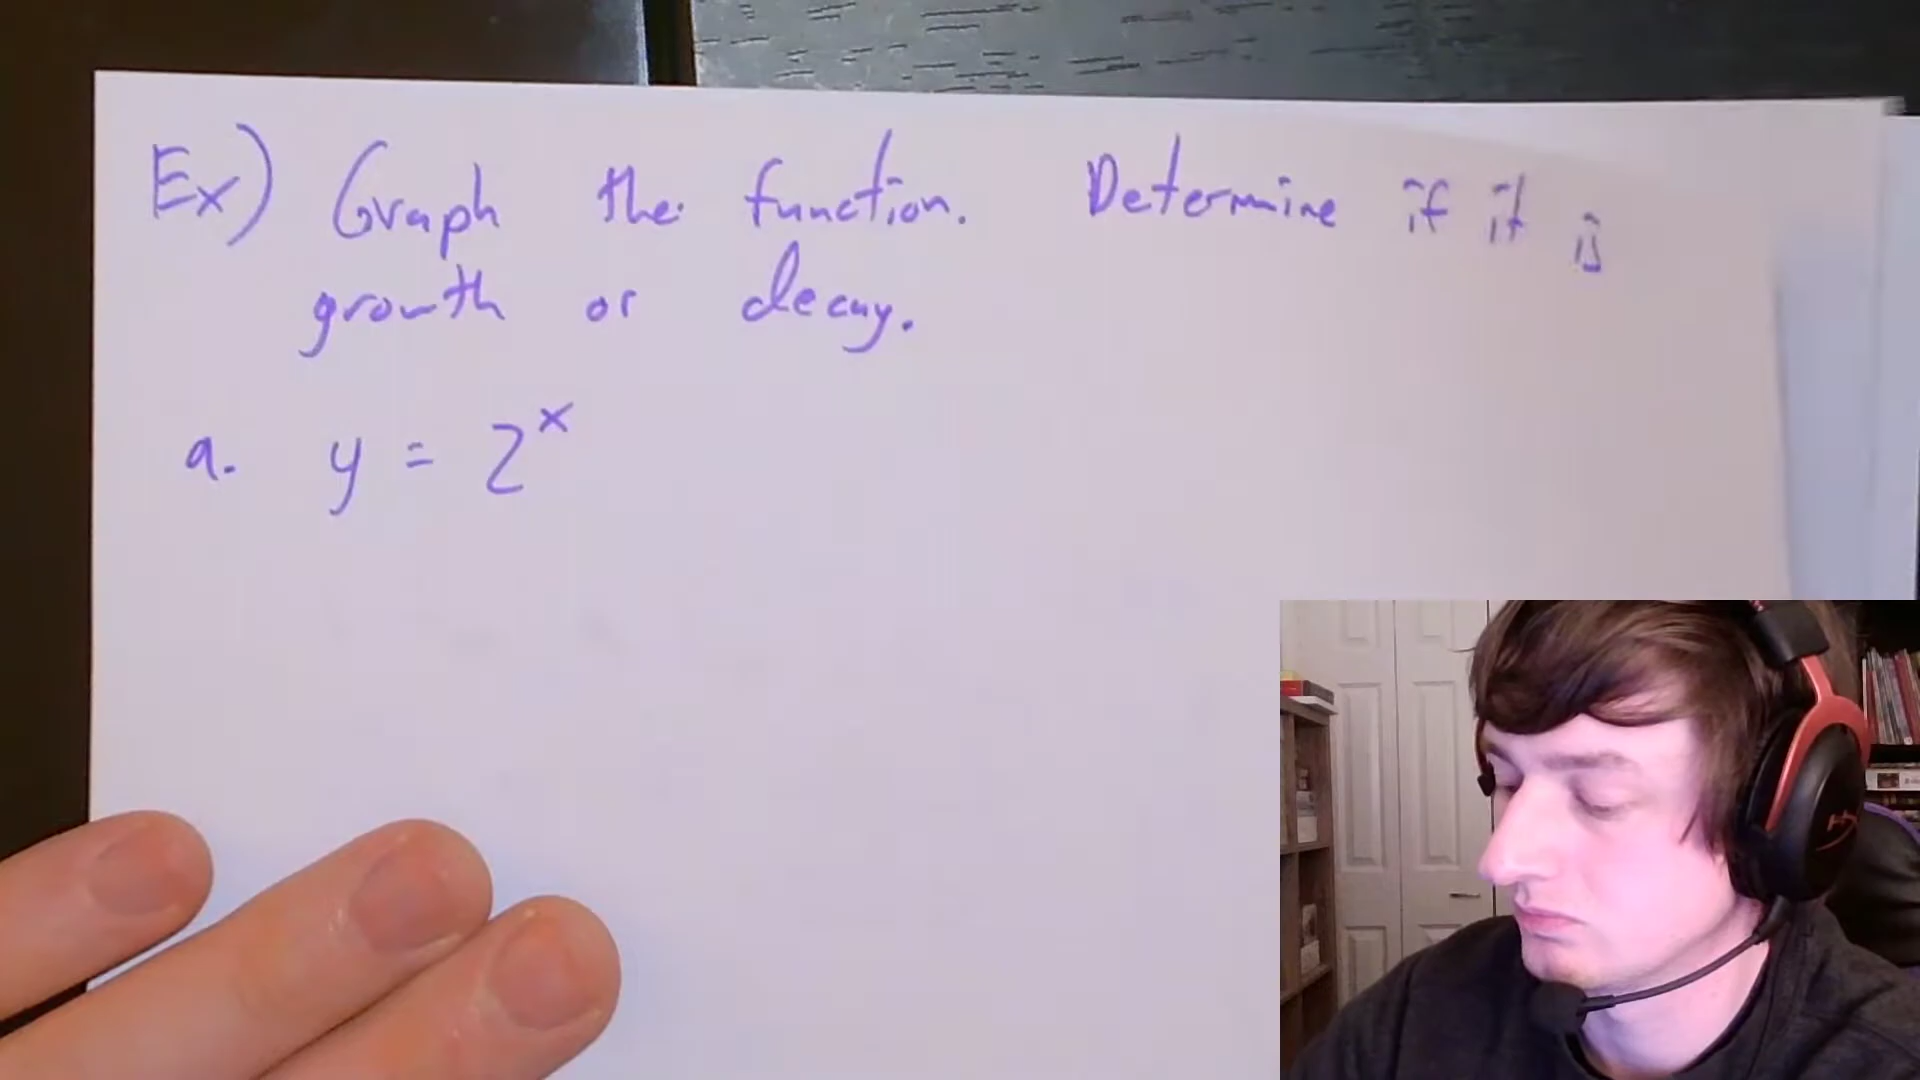 Ex) Graph the function. Determine if it is
growth or decay.
a. y = 2^x